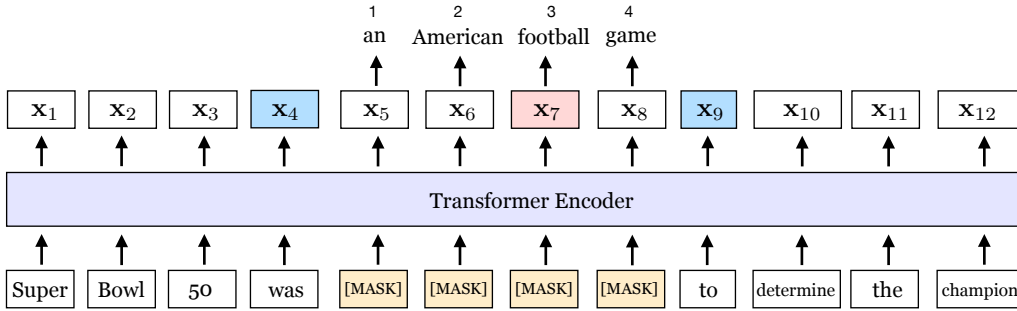 1 2 3 4
an American football game
x₁ x₂ x₃ x₄ x₅ x₆ x₇ x₈ x₉ x₁₀ x₁₁ x₁₂
Transformer Encoder
Super Bowl 50 was [MASK] [MASK] [MASK] [MASK] to determine the champion